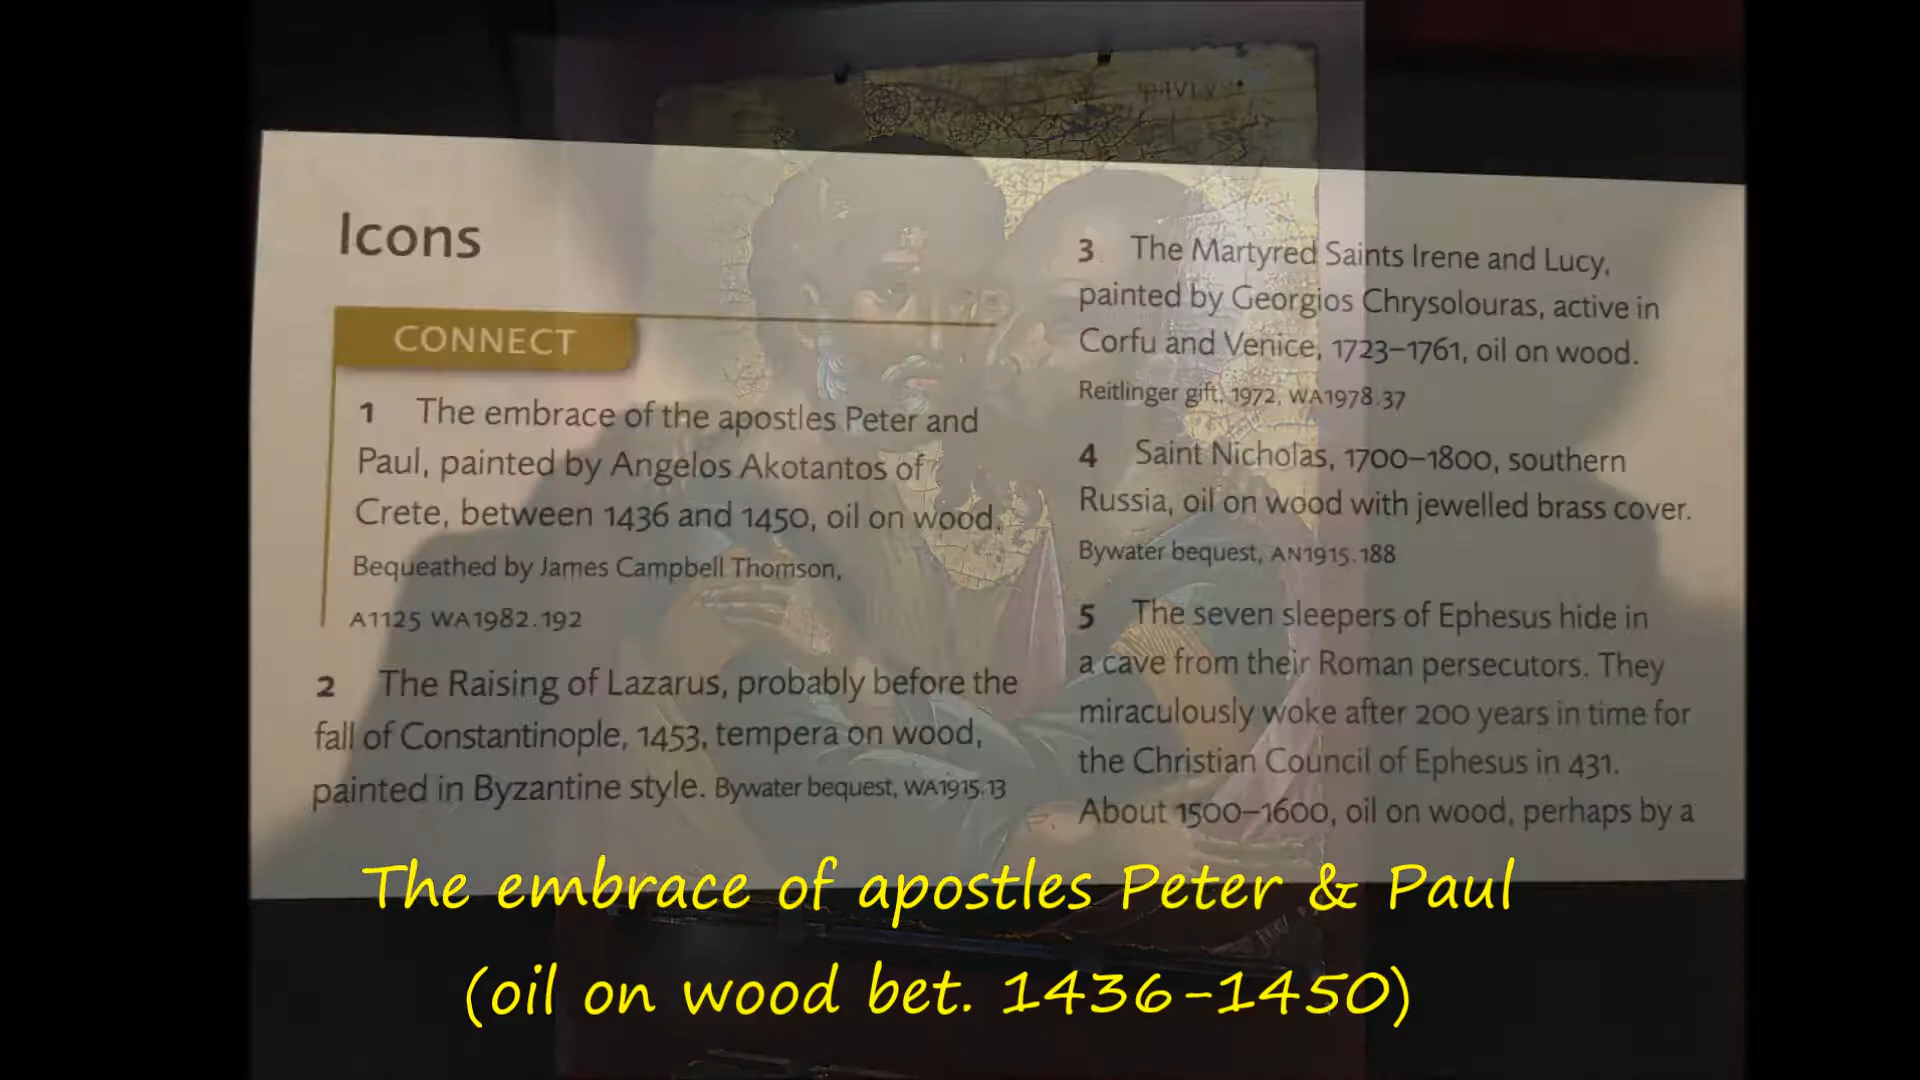 Icons
CONNECT
1 The embrace of the apostles Peter and
Paul, painted by Angelos Akotantos of
Crete, between 1436 and 1450, oil on wood.
Bequeathed by James Campbell Thomson,
A1125 WA1982.192
2 The Raising of Lazarus, probably before the
fall of Constantinople, 1453, tempera on wood,
painted in Byzantine style. Bywater bequest, WA1915.13
3 The Martyred Saints Irene and Lucy,
painted by Georgios Chrysolouras, active in
Corfu and Venice, 1723–1761, oil on wood.
Reitlinger gift, 1972, WA1978.37
4 Saint Nicholas, 1700–1800, southern
Russia, oil on wood with jewelled brass cover.
Bywater bequest, AN1915.188
5 The seven sleepers of Ephesus hide in
a cave from their Roman persecutors. They
miraculously woke after 200 years in time for
the Christian Council of Ephesus in 431.
About 1500–1600, oil on wood, perhaps by a
The embrace of apostles Peter & Paul
(oil on wood bet. 1436-1450)